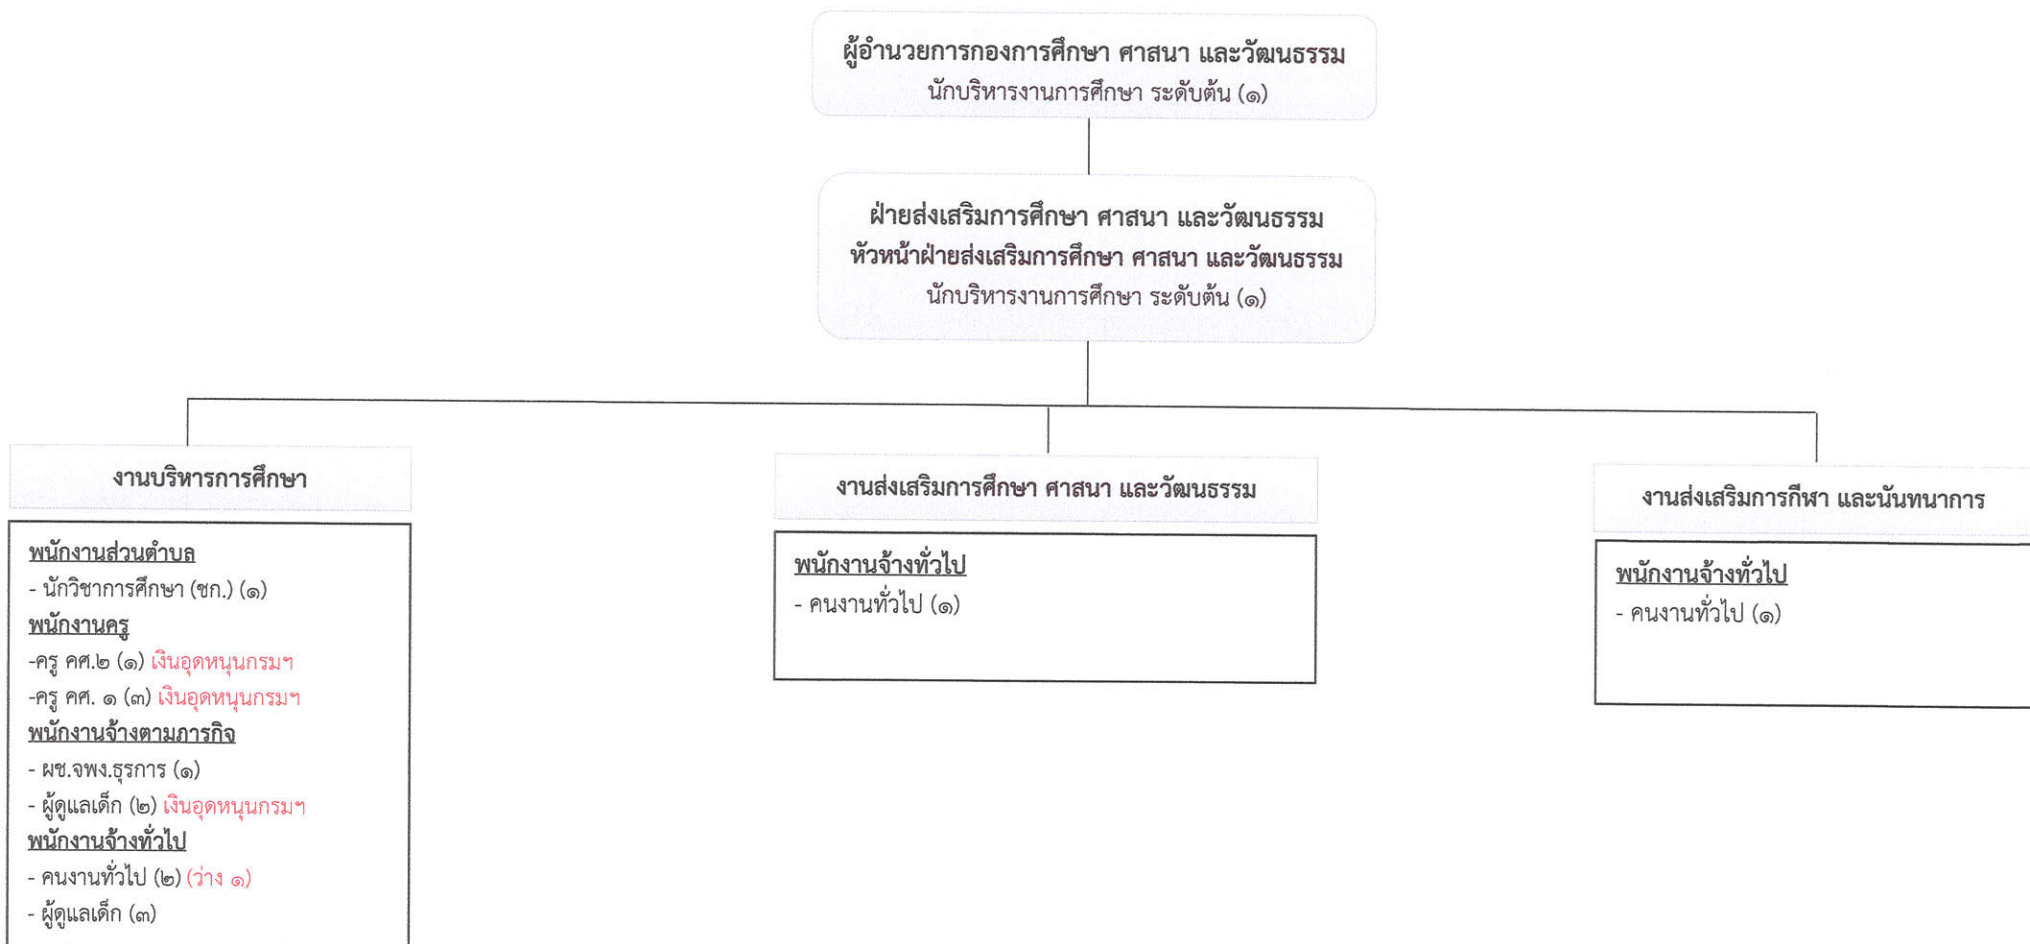 ผู้อำนวยการกองการศึกษา ศาสนา และวัฒนธรรม
นักบริหารงานการศึกษา ระดับต้น (๑)
ฝ่ายส่งเสริมการศึกษา ศาสนา และวัฒนธรรม
หัวหน้าฝ่ายส่งเสริมการศึกษา ศาสนา และวัฒนธรรม
นักบริหารงานการศึกษา ระดับต้น (๑)
งานบริหารการศึกษา
พนักงานส่วนตำบล
- นักวิชาการศึกษา (ชก.) (๑)
พนักงานครู
-ครู คศ.๒ (๑) เงินอุดหนุนกรมฯ
-ครู คศ. ๑ (๓) เงินอุดหนุนกรมฯ
พนักงานจ้างตามภารกิจ
- ผช.จพง.ธุรการ (๑)
- ผู้ดูแลเด็ก (๒) เงินอุดหนุนกรมฯ
พนักงานจ้างทั่วไป
- คนงานทั่วไป (๒) (ว่าง ๑)
- ผู้ดูแลเด็ก (๓)
งานส่งเสริมการศึกษา ศาสนา และวัฒนธรรม
พนักงานจ้างทั่วไป
- คนงานทั่วไป (๑)
งานส่งเสริมการกีฬา และนันทนาการ
พนักงานจ้างทั่วไป
- คนงานทั่วไป (๑)